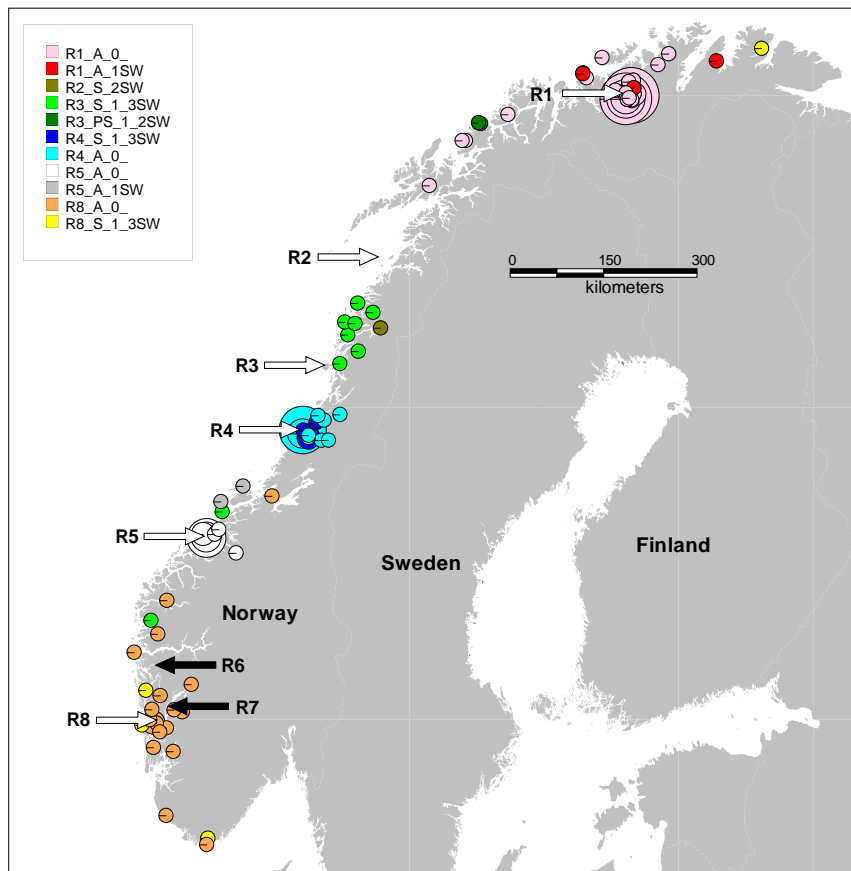 R1_A_0_
R1_A_1SW
R2_S_2SW
R3_S_1_3SW
R3_PS_1_2SW
R4_S_1_3SW
R4_A_0_
R5_A_0_
R5_A_1SW
R8_A_0_
R8_S_1_3SW
R1
R2
0 150 300
kilometers
R3
R4
R5
Finland
Sweden
Norway
R6
R7
R8